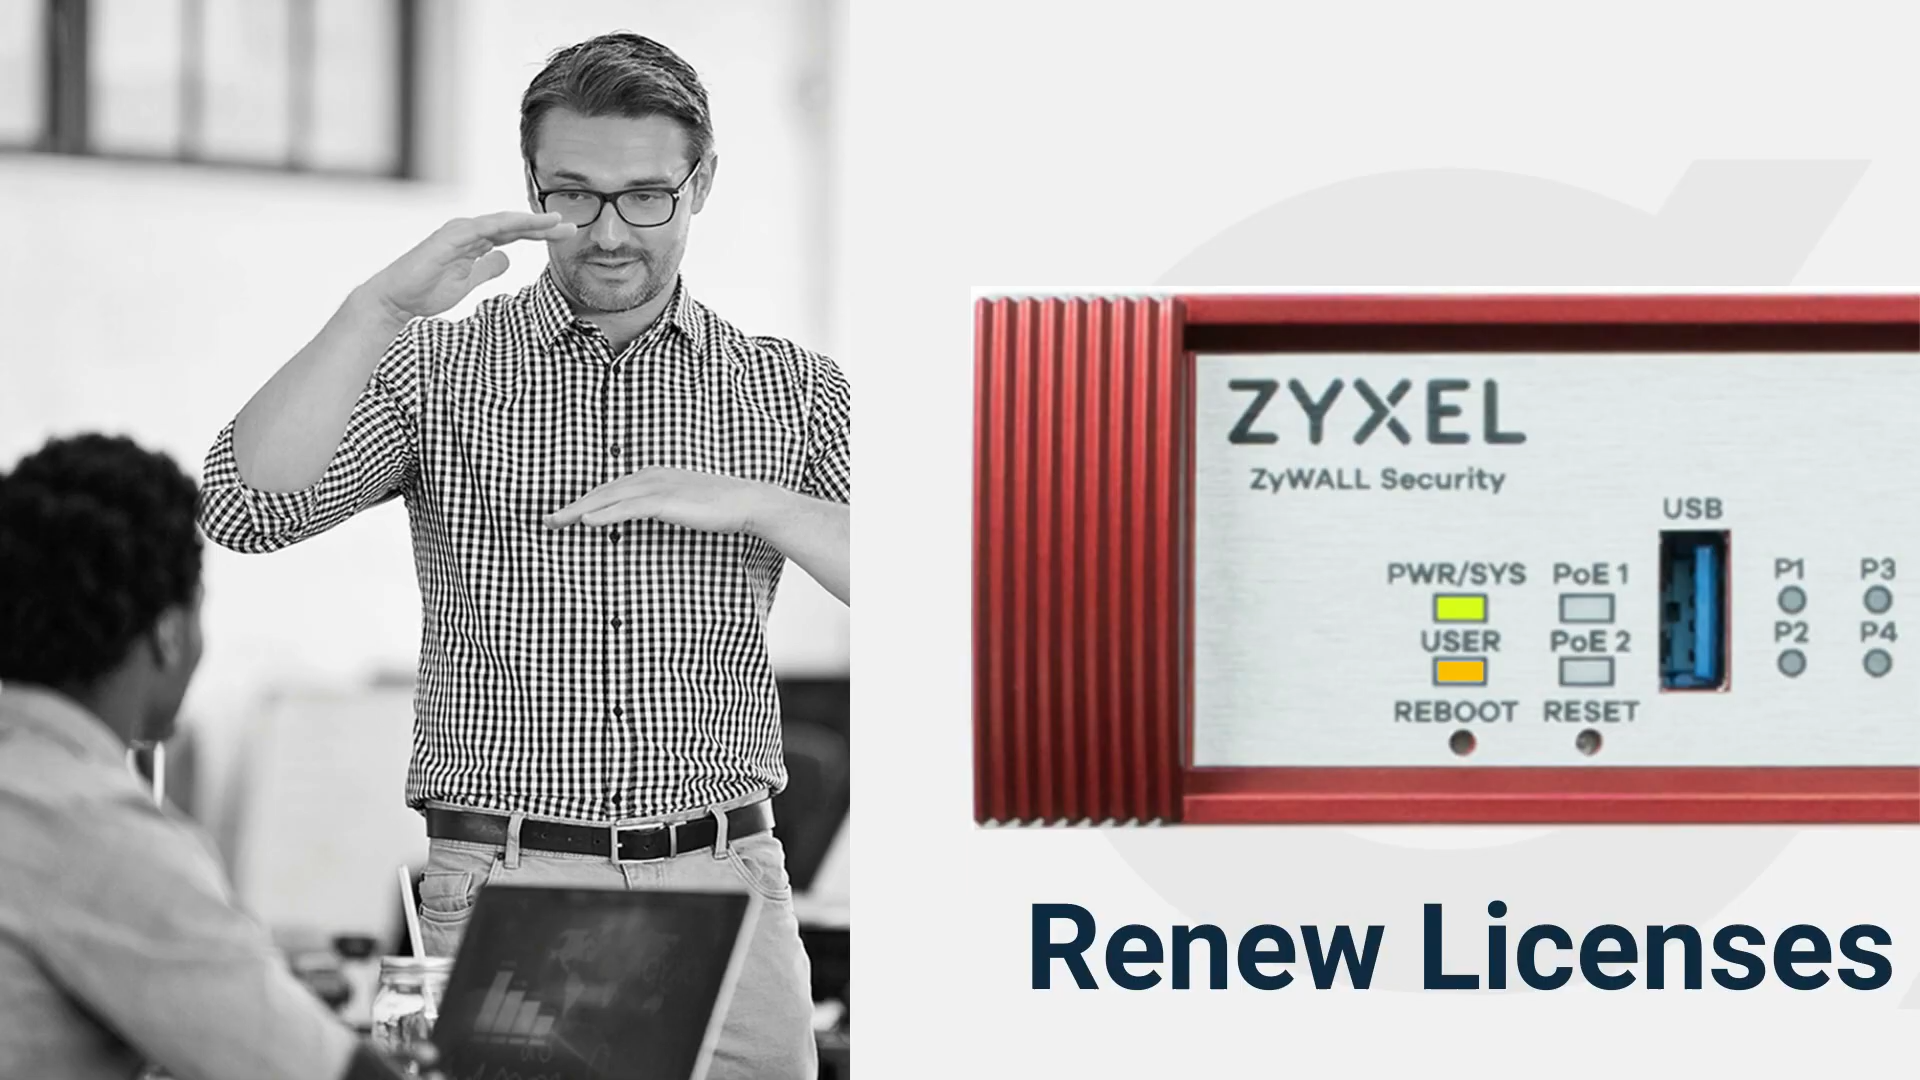 ZYXEL
ZyWALL Security
USB
PWR/SYS PoE 1 P1 P3
USER PoE 2 P2 P4
REBOOT RESET
Renew Licenses